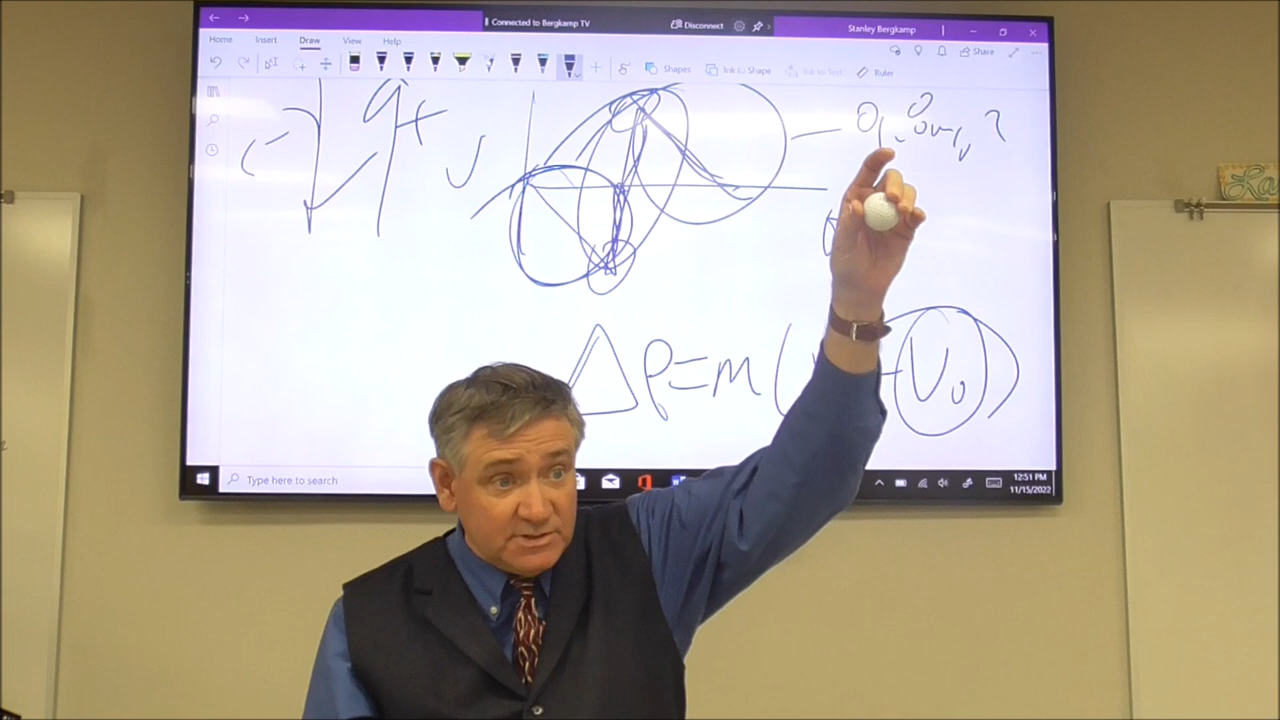 Connected to Bergkamp TV
Disconnect
Stanley Bergkamp
Home Insert Draw View Help
Share
Shapes
Ink to Shape
Ink to Text
Ruler
g+
Δp=m(
V₀)
Type here to search
12:51 PM
11/15/2022
La